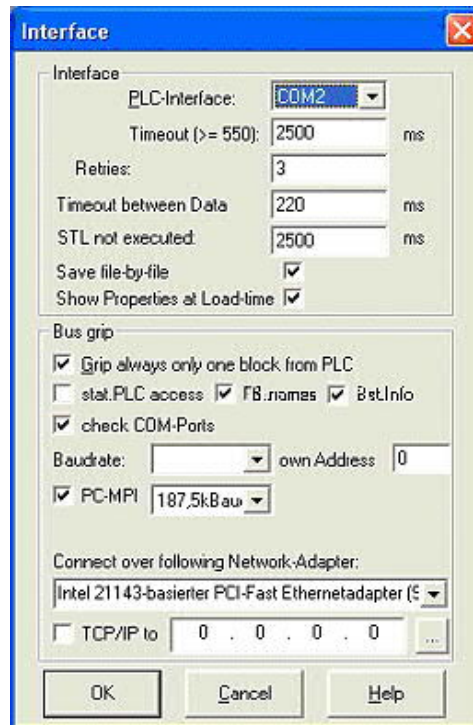 Interface
Interface
PLC-Interface: COM2
Timeout (>= 550): 2500 ms
Retries: 3
Timeout between Data 220 ms
STL not executed: 2500 ms
Save file-by-file
Show Properties at Load-time
Bus grip
Grip always only one block from PLC
stat.PLC access FB.names Bst.Info
check COM-Ports
Baudrate: own Address 0
PC-MPI 187,5kBau
Connect over following Network-Adapter:
Intel 21143-basierter PCI-Fast Ethernetadapter (S
TCP/IP to 0 . 0 . 0 . 0 ...
OK Cancel Help